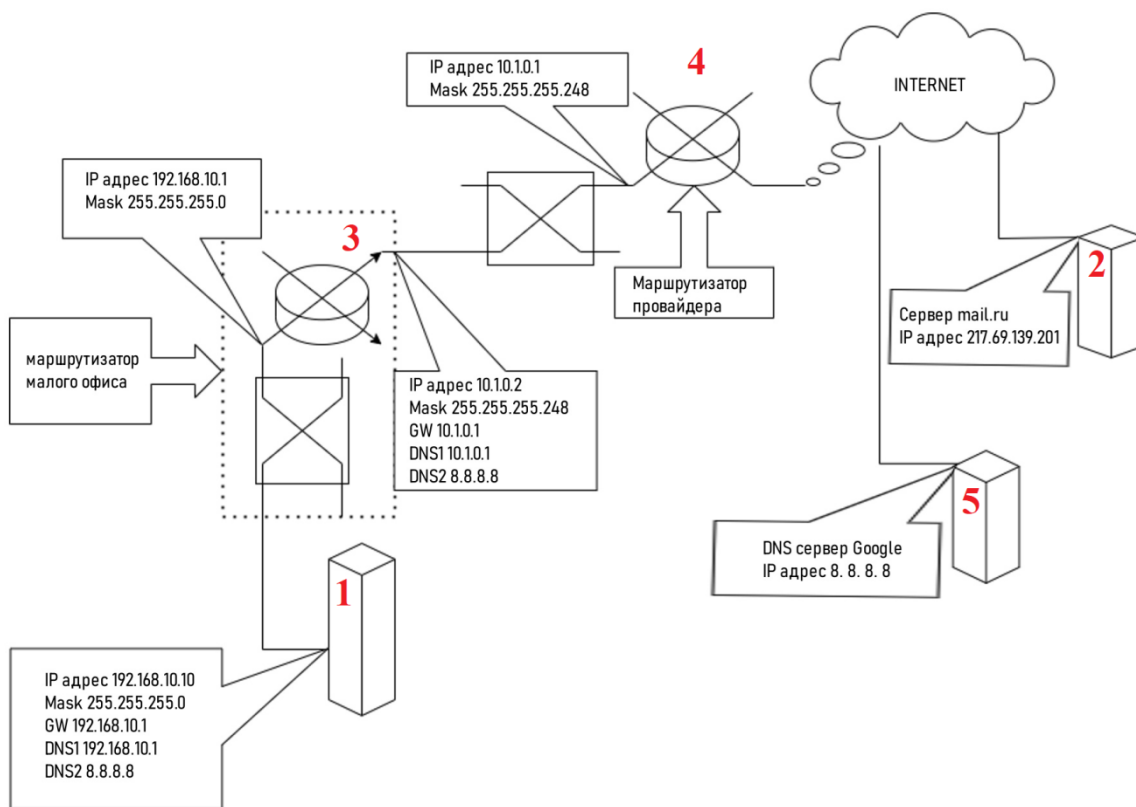 IP адрес 10.1.0.1
Mask 255.255.255.248
4
INTERNET
IP адрес 192.168.10.1
Mask 255.255.255.0
3
2
Маршрутизатор
провайдера
Сервер mail.ru
IP адрес 217.69.139.201
маршрутизатор
малого офиса
IP адрес 10.1.0.2
Mask 255.255.255.248
GW 10.1.0.1
DNS1 10.1.0.1
DNS2 8.8.8.8
5
DNS сервер Google
IP адрес 8. 8. 8. 8
1
IP адрес 192.168.10.10
Mask 255.255.255.0
GW 192.168.10.1
DNS1 192.168.10.1
DNS2 8.8.8.8